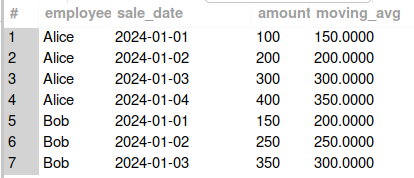 # employee sale_date amount moving_avg
1 Alice 2024-01-01 100 150.0000
2 Alice 2024-01-02 200 200.0000
3 Alice 2024-01-03 300 300.0000
4 Alice 2024-01-04 400 350.0000
5 Bob 2024-01-01 150 200.0000
6 Bob 2024-01-02 250 250.0000
7 Bob 2024-01-03 350 300.0000